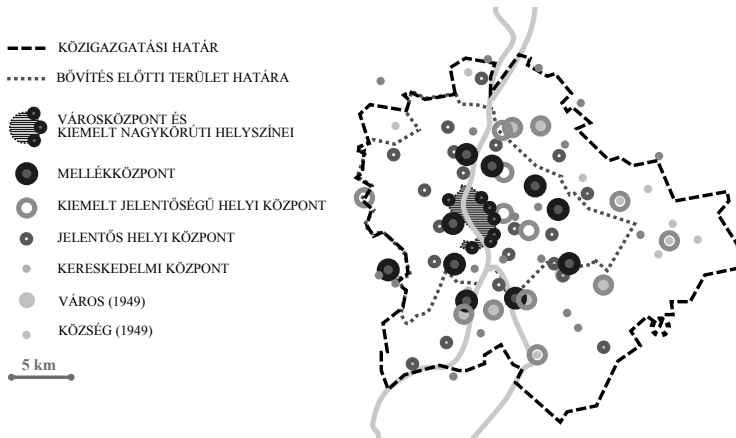 KÖZIGAZGATÁSI HATÁR
BŐVÍTÉS ELŐTTI TERÜLET HATÁRA
VÁROSKÖZPONT ÉS
KIEMELT NAGYKÖRÚTI HELYSZÍNEI
MELLÉKKÖZPONT
KIEMELT JELENTŐSÉGŰ HELYI KÖZPONT
JELENTŐS HELYI KÖZPONT
KERESKEDELMI KÖZPONT
VÁROS (1949)
KÖZSÉG (1949)
5 km